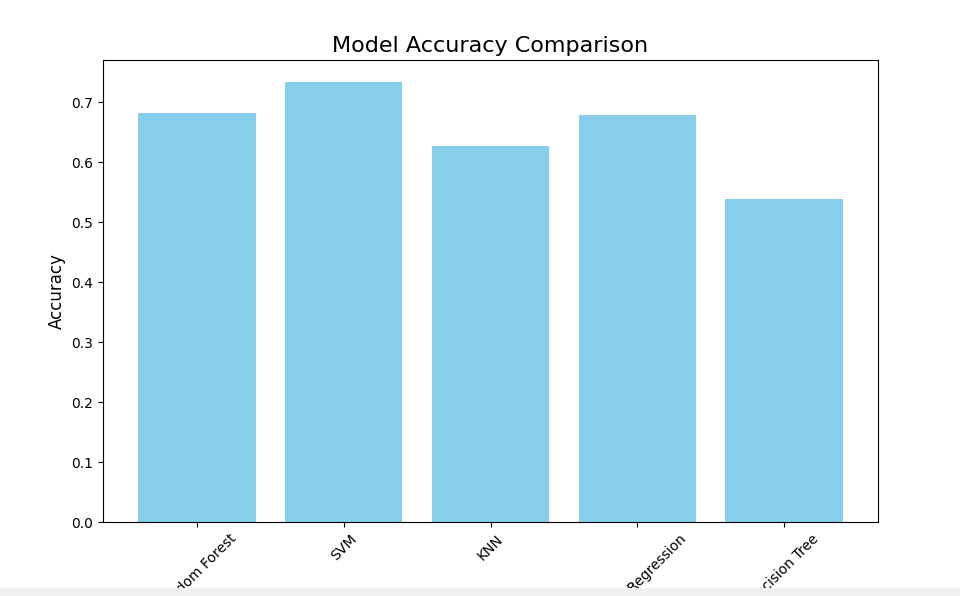 Model Accuracy Comparison
Accuracy
0.7
0.6
0.5
0.4
0.3
0.2
0.1
0.0
dom Forest
SVM
KNN
Regression
cision Tree